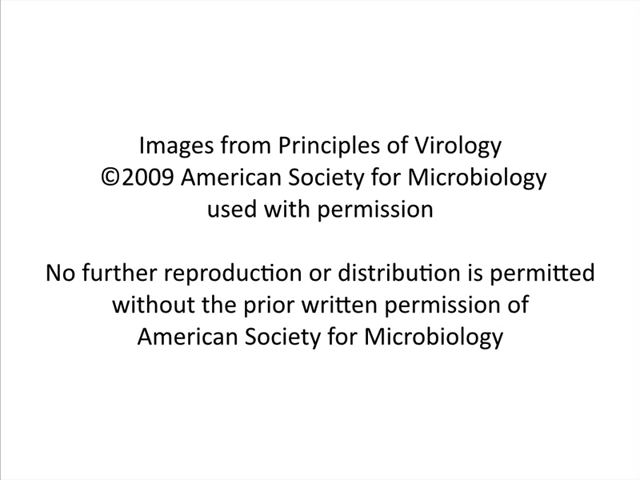 Images from Principles of Virology
©2009 American Society for Microbiology
used with permission
No further reproduction or distribution is permitted
without the prior written permission of
American Society for Microbiology